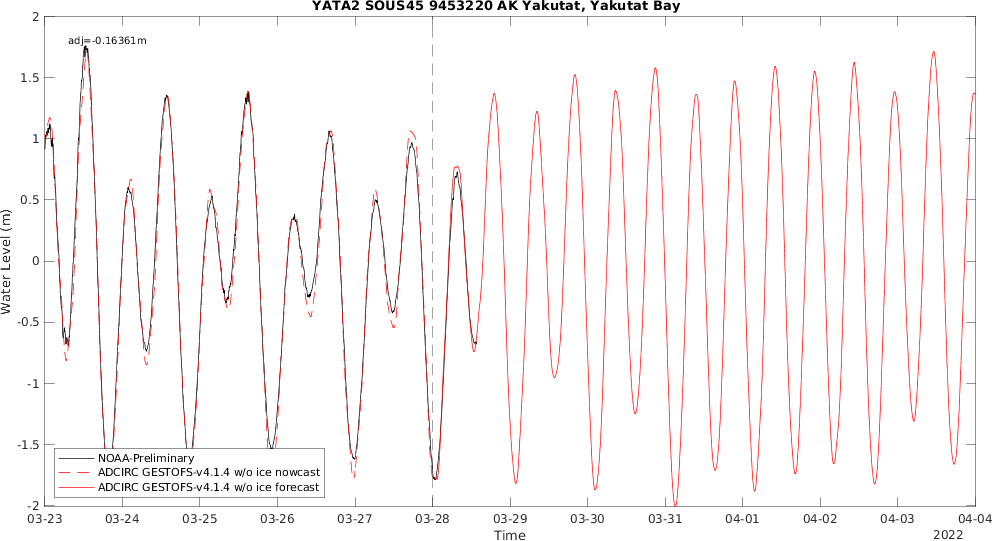 YATA2 SOUS45 9453220 AK Yakutat, Yakutat Bay
adj=-0.16361m
2
1.5
1
0.5
0
-0.5
-1
-1.5
-2
Water Level (m)
NOAA-Preliminary
ADCIRC GESTOFS-v4.1.4 w/o ice nowcast
ADCIRC GESTOFS-v4.1.4 w/o ice forecast
03-23 03-24 03-25 03-26 03-27 03-28 03-29 03-30 03-31 04-01 04-02 04-03 04-04
Time
2022